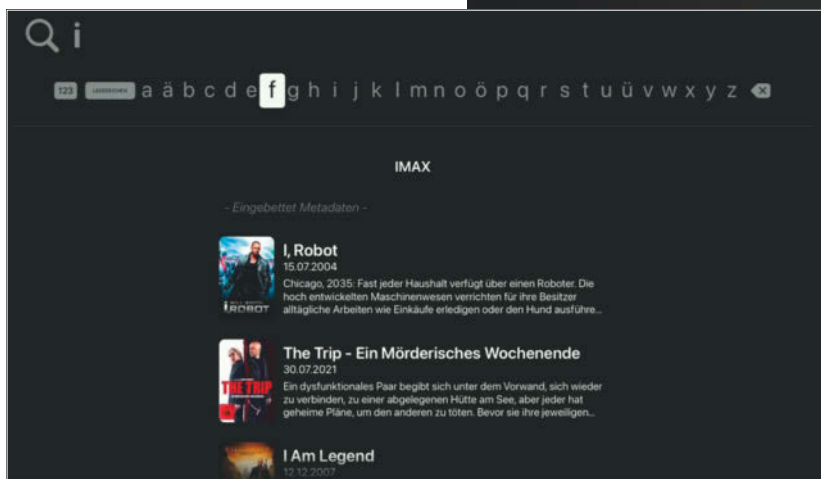 i
123 LEERZEICHEN a ä b c d e f g h i j k l m n o ö p q r s t u ü v w x y z
IMAX
- Eingebettet Metadaten -
I, Robot
15.07.2004
Chicago, 2035: Fast jeder Haushalt verfügt über einen Roboter. Die
hoch entwickelten Maschinenwesen verrichten für ihre Besitzer
alltägliche Arbeiten wie Einkäufe erledigen oder den Hund ausführe...
I, ROBOT
The Trip - Ein Mörderisches Wochenende
30.07.2021
Ein dysfunktionales Paar begibt sich unter dem Vorwand, sich wieder
zu verbinden, zu einer abgelegenen Hütte am See, aber jeder hat
geheime Pläne, um den anderen zu töten. Bevor sie ihre jeweiligen...
THE TRIP
I Am Legend
12.12.2007